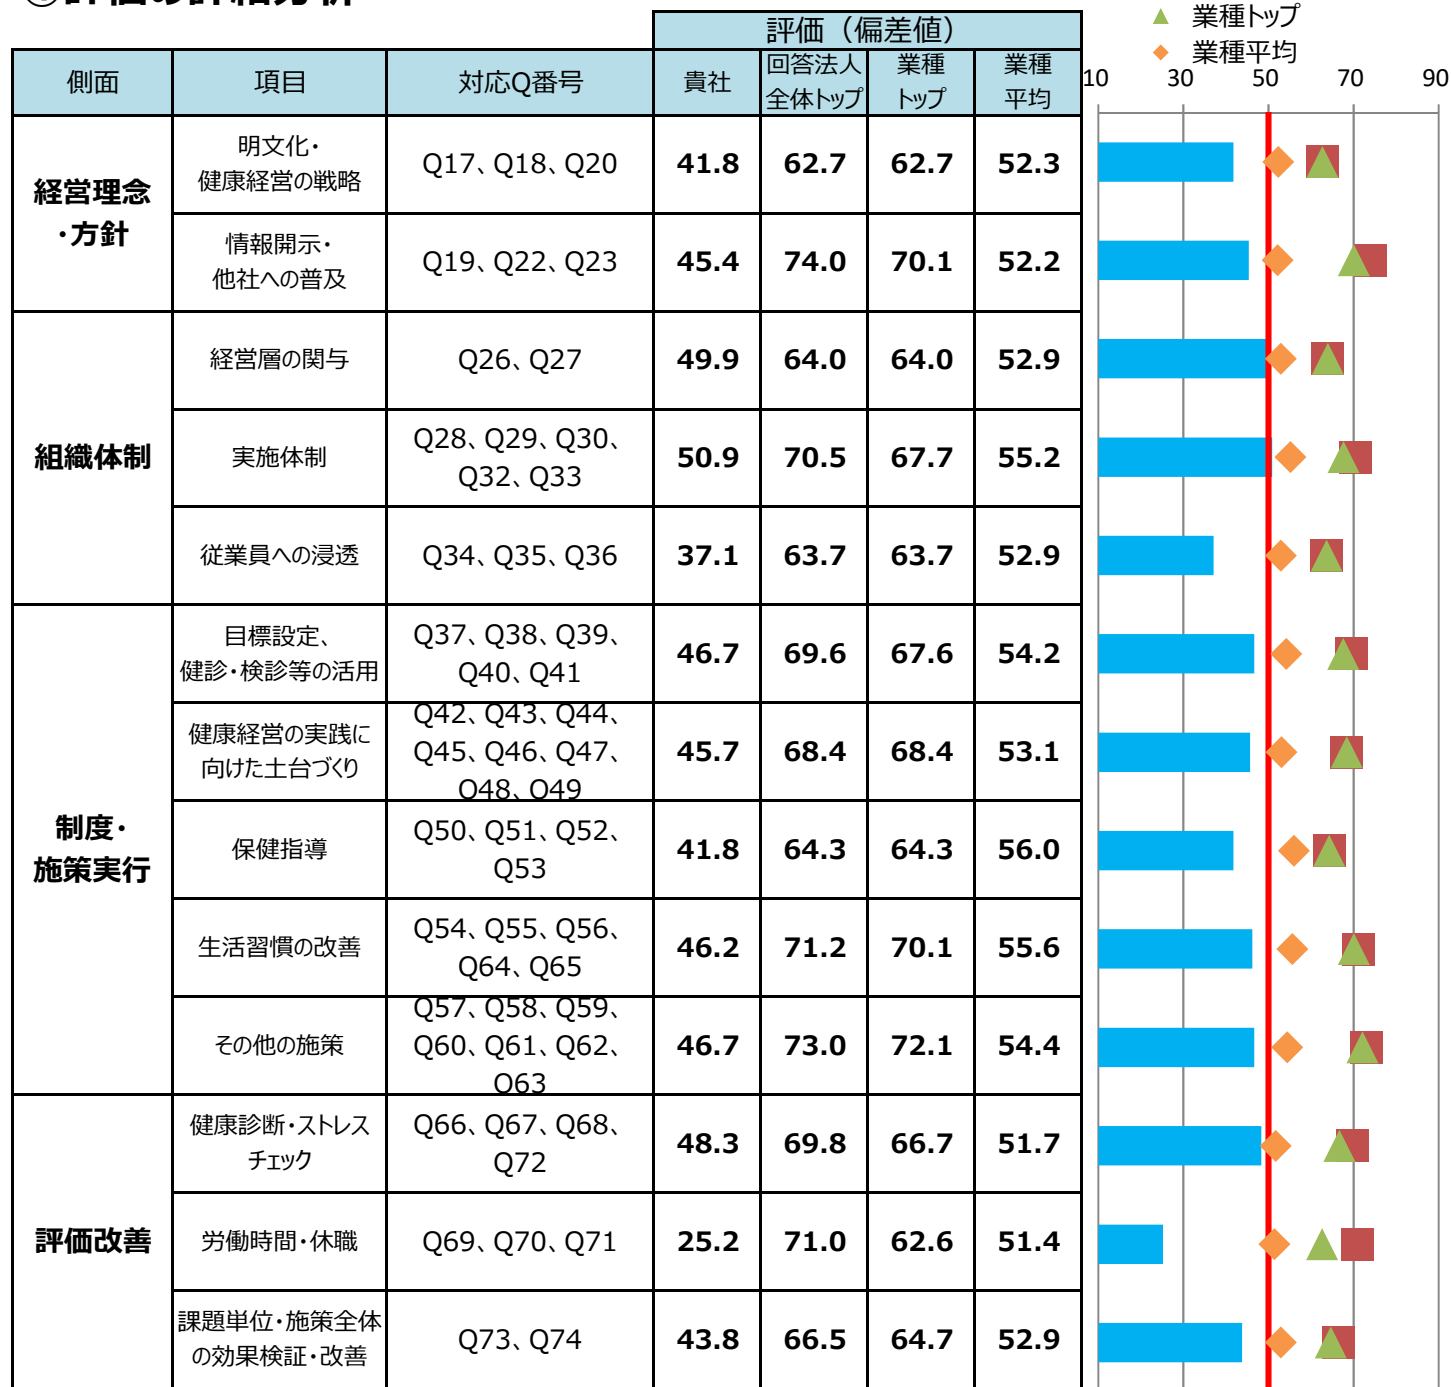 評価の詳細分析
▲ 業種トップ
◆ 業種平均
評価（偏差値）
側面 項目 対応Q番号 貴社 回答法人 業種 業種
全体トップ トップ 平均
10 30 50 70 90
経営理念
・方針
明文化・
健康経営の戦略
Q17、Q18、Q20
41.8 62.7 62.7 52.3
情報開示・
他社への普及
Q19、Q22、Q23
45.4 74.0 70.1 52.2
組織体制
経営層の関与
Q26、Q27
49.9 64.0 64.0 52.9
実施体制
Q28、Q29、Q30、
Q32、Q33
50.9 70.5 67.7 55.2
従業員への浸透
Q34、Q35、Q36
37.1 63.7 63.7 52.9
制度・
施策実行
目標設定、
健診・検診等の活用
Q37、Q38、Q39、
Q40、Q41
46.7 69.6 67.6 54.2
健康経営の実践に
向けた土台づくり
Q42、Q43、Q44、
Q45、Q46、Q47、
Q48、Q49
45.7 68.4 68.4 53.1
保健指導
Q50、Q51、Q52、
Q53
41.8 64.3 64.3 56.0
生活習慣の改善
Q54、Q55、Q56、
Q64、Q65
46.2 71.2 70.1 55.6
その他の施策
Q57、Q58、Q59、
Q60、Q61、Q62、
Q63
46.7 73.0 72.1 54.4
評価改善
健康診断・ストレス
チェック
Q66、Q67、Q68、
Q72
48.3 69.8 66.7 51.7
労働時間・休職
Q69、Q70、Q71
25.2 71.0 62.6 51.4
課題単位・施策全体
の効果検証・改善
Q73、Q74
43.8 66.5 64.7 52.9